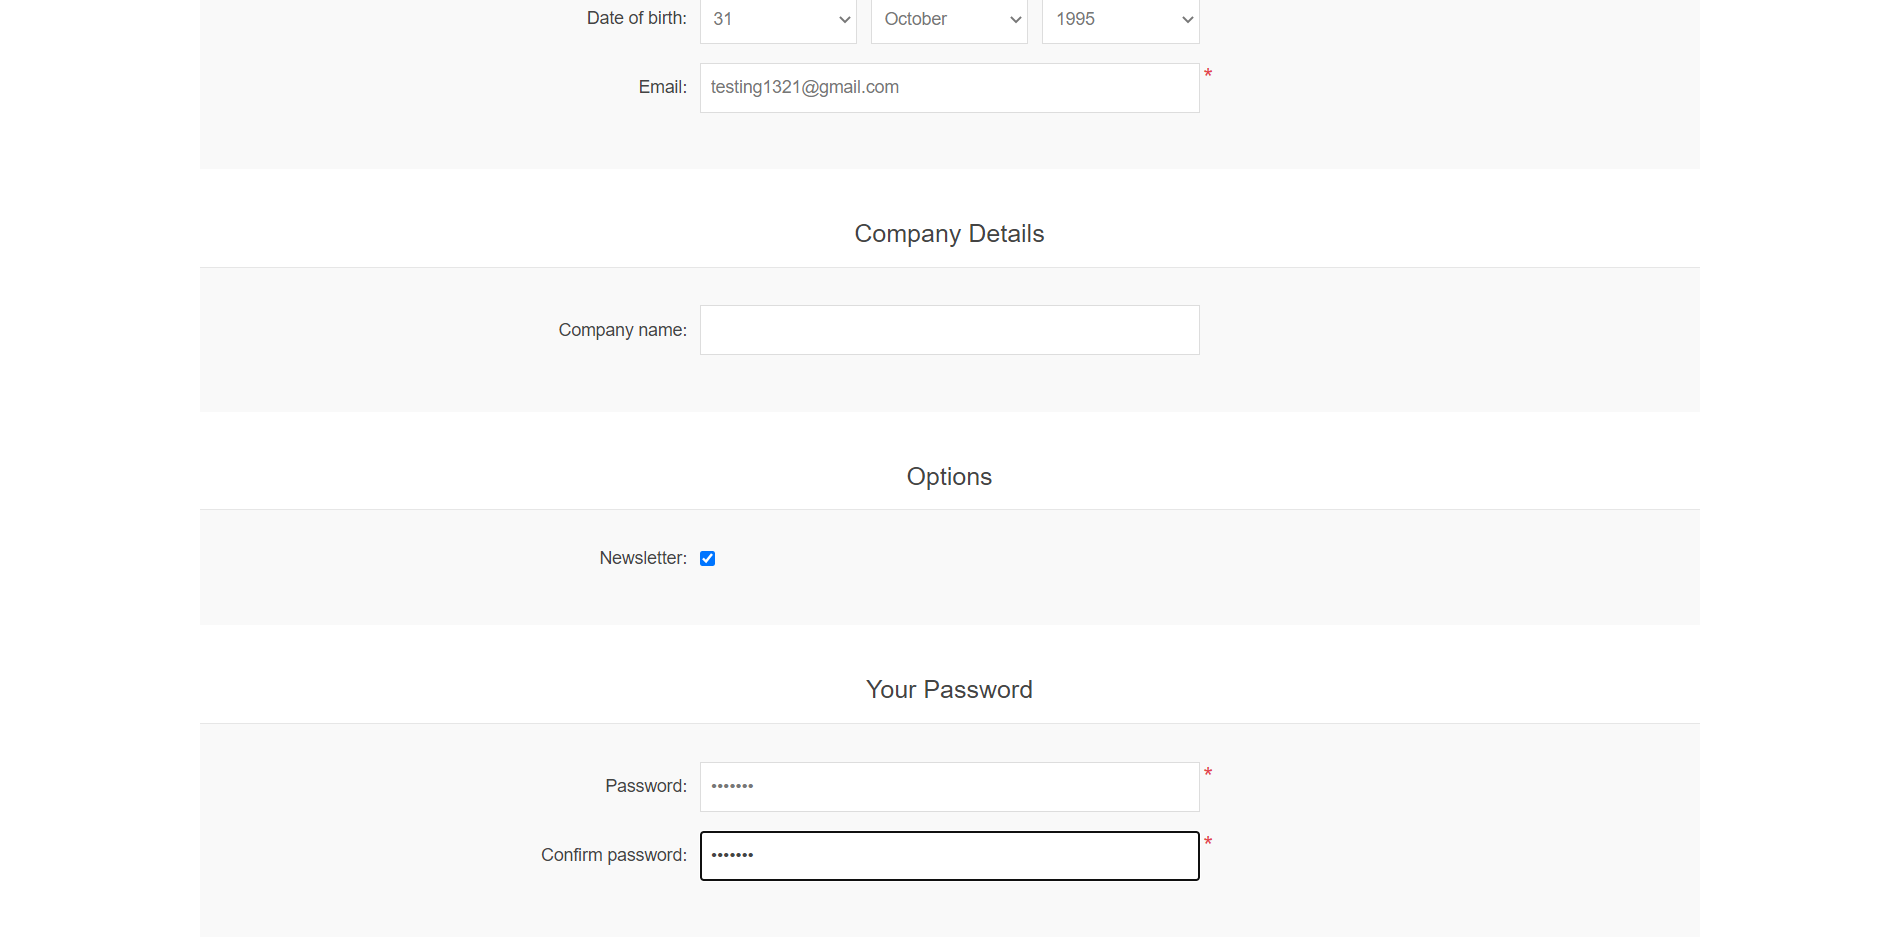 Date of birth: 31 October 1995
Email: testing1321@gmail.com *
Company Details
Company name:
Options
Newsletter:
Your Password
Password: ••••••• *
Confirm password: ••••••• *